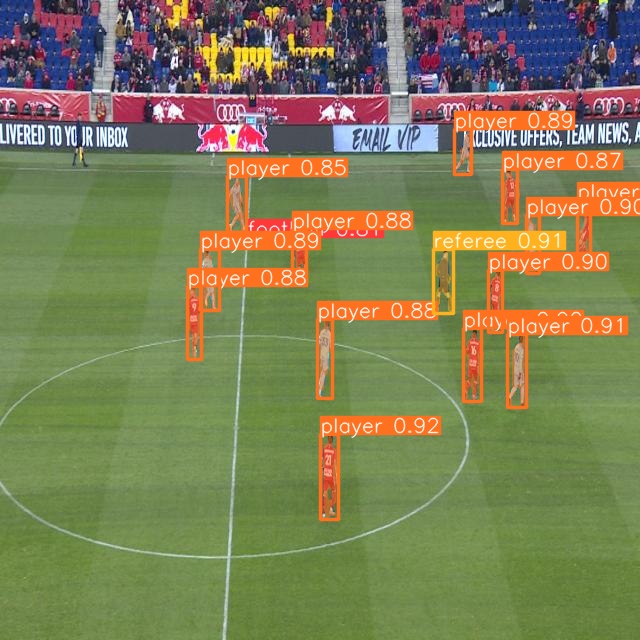 LIVERED TO YOUR INBOX
EMAIL VIP
XCLUSIVE OFFERS, TEAM NEWS, A
player 0.89
player 0.85
player 0.87
player
player 0.90
player 0.88
player 0.89
referee 0.91
player 0.90
player 0.88
player 0.88
player 0.91
player 0.92